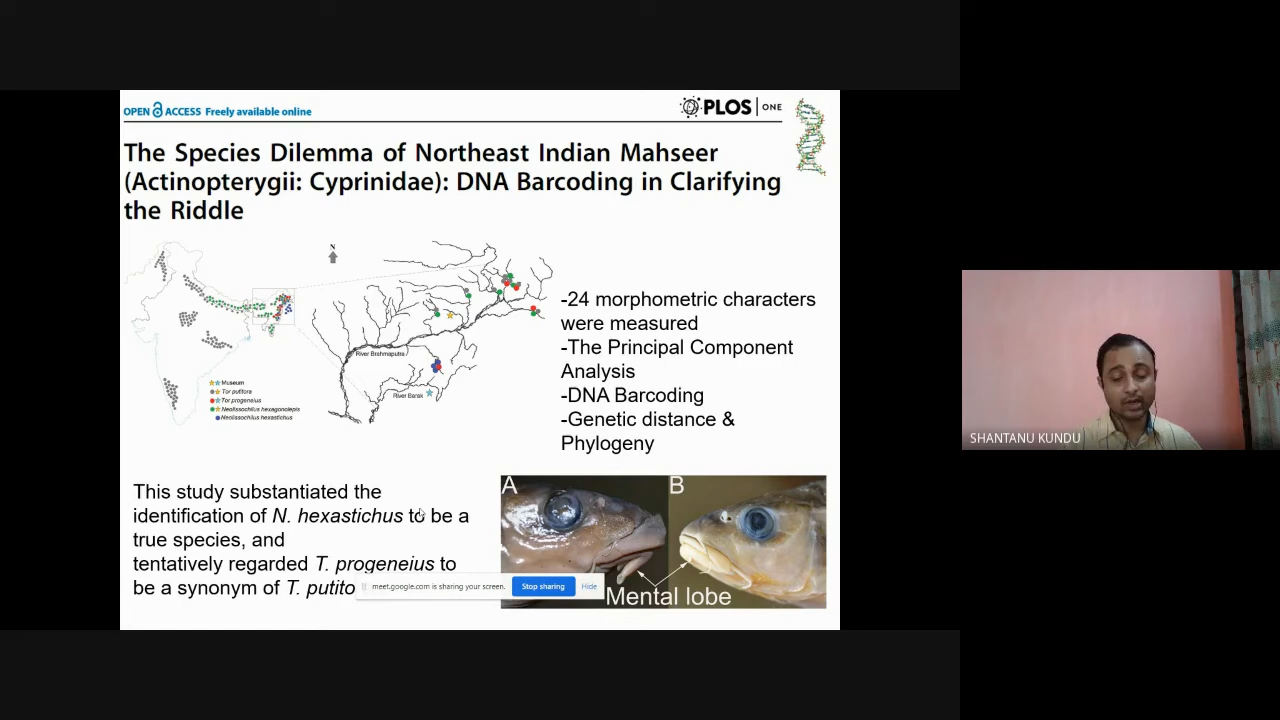 OPEN ACCESS Freely available online
PLOS ONE
The Species Dilemma of Northeast Indian Mahseer
(Actinopterygii: Cyprinidae): DNA Barcoding in Clarifying
the Riddle
N
River Brahmaputra
River Barak
Museum
Tor putitora
Tor progeneius
Neolissochilus hexagonolepis
Neolissochilus hexastichus
-24 morphometric characters
were measured
-The Principal Component
Analysis
-DNA Barcoding
-Genetic distance &
Phylogeny
This study substantiated the
identification of N. hexastichus to be a
true species, and
tentatively regarded T. progeneius to
be a synonym of T. putito
A
B
Mental lobe
meet.google.com is sharing your screen.
Stop sharing
Hide
SHANTANU KUNDU